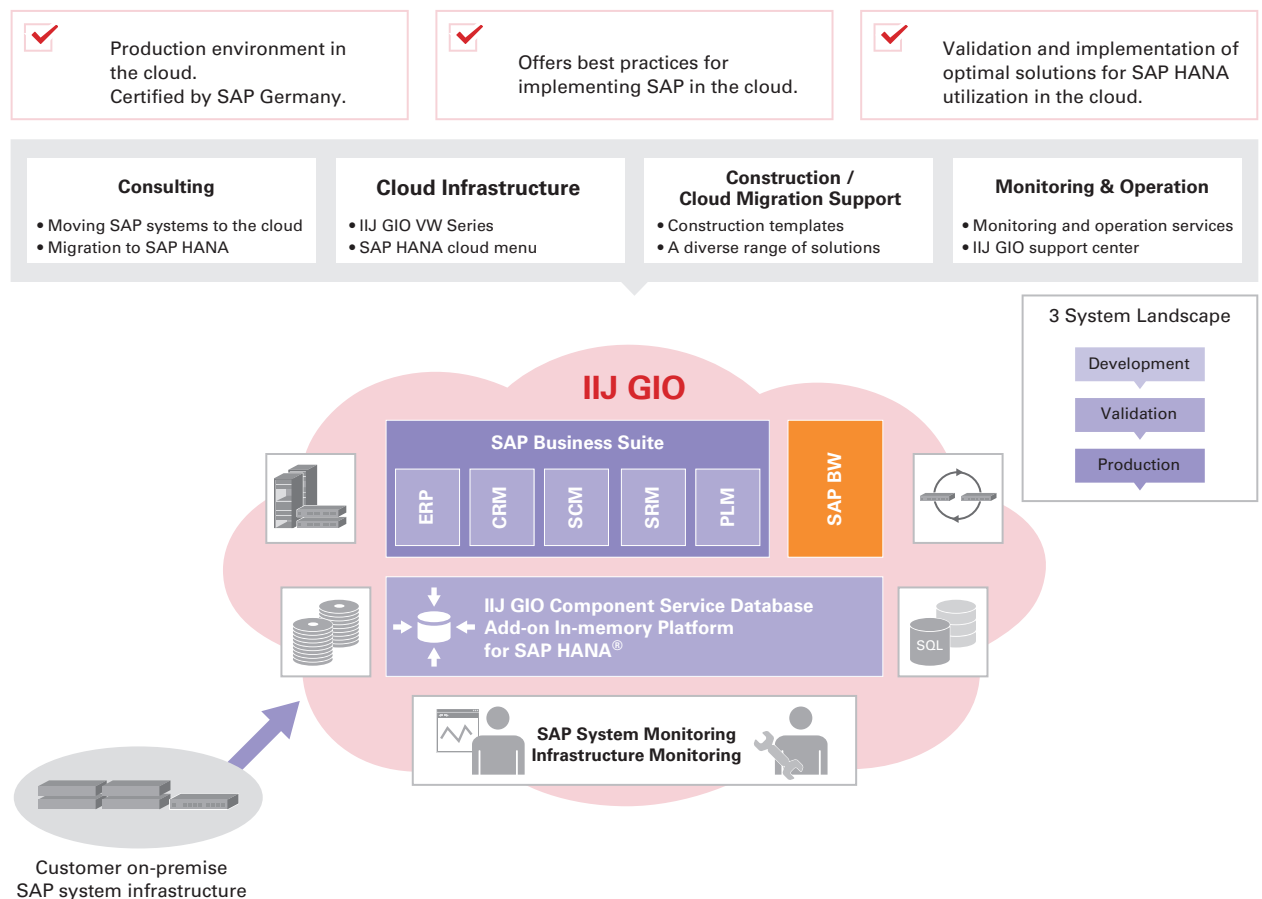 Production environment in
the cloud.
Certified by SAP Germany.
Offers best practices for
implementing SAP in the cloud.
Validation and implementation of
optimal solutions for SAP HANA
utilization in the cloud.
Consulting
• Moving SAP systems to the cloud
• Migration to SAP HANA
Cloud Infrastructure
• IIJ GIO VW Series
• SAP HANA cloud menu
Construction /
Cloud Migration Support
• Construction templates
• A diverse range of solutions
Monitoring & Operation
• Monitoring and operation services
• IIJ GIO support center
3 System Landscape
Development
Validation
Production
IIJ GIO
SAP Business Suite
ERP
CRM
SCM
SRM
PLM
SAP BW
IIJ GIO Component Service Database
Add-on In-memory Platform
for SAP HANA®
SQL
SAP System Monitoring
Infrastructure Monitoring
Customer on-premise
SAP system infrastructure